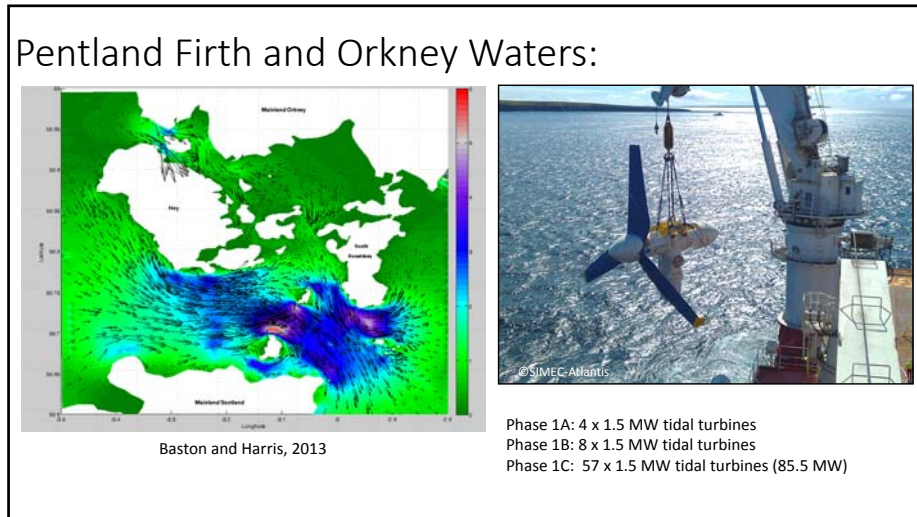 Pentland Firth and Orkney Waters:
Mainland Orkney
Hoy
South
Mainland Scotland
Latitude
Longitude
Baston and Harris, 2013
©SIMEC-Atlantis
Phase 1A: 4 x 1.5 MW tidal turbines
Phase 1B: 8 x 1.5 MW tidal turbines
Phase 1C:  57 x 1.5 MW tidal turbines (85.5 MW)